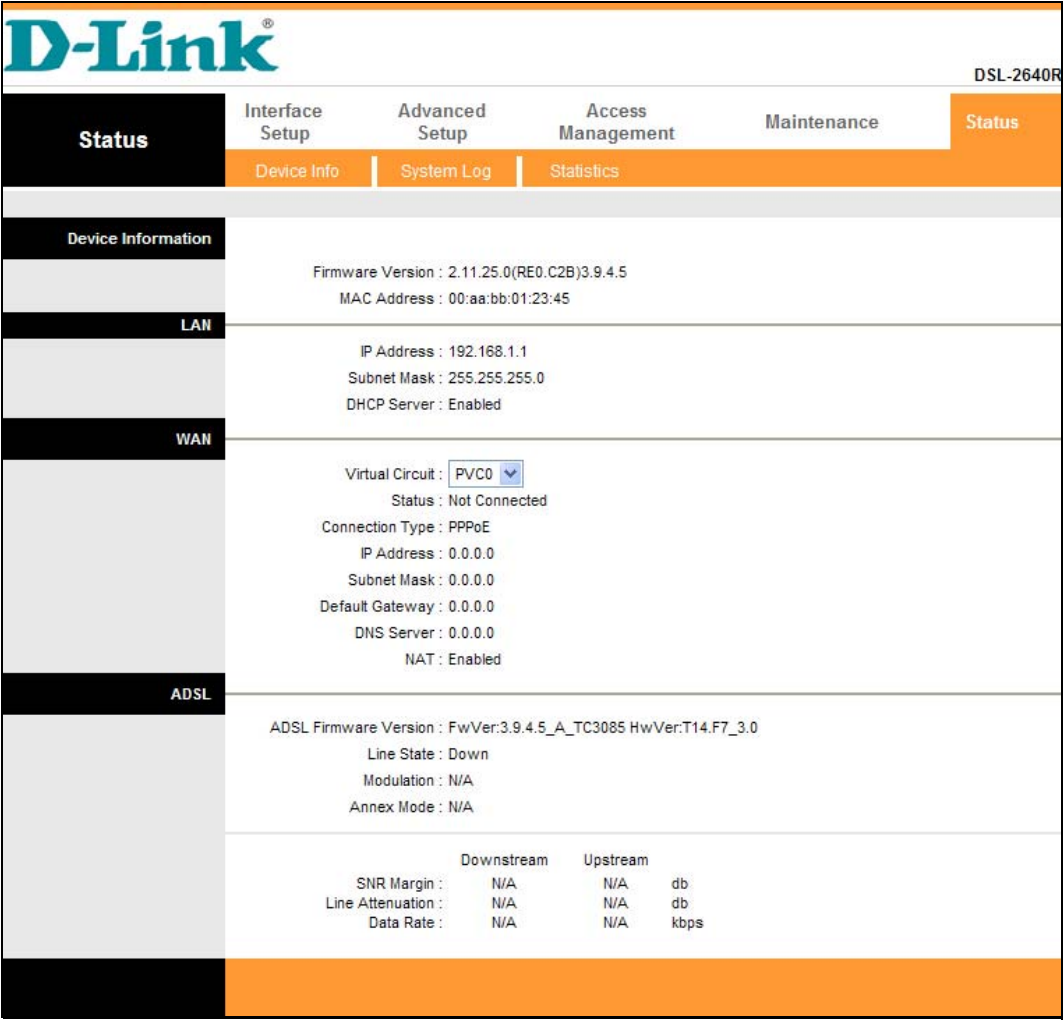 D-Link®
DSL-2640R
Status
Interface Setup
Advanced Setup
Access Management
Maintenance
Status
Device Info
System Log
Statistics
Device Information
Firmware Version : 2.11.25.0(RE0.C2B)3.9.4.5
MAC Address : 00:aa:bb:01:23:45
LAN
IP Address : 192.168.1.1
Subnet Mask : 255.255.255.0
DHCP Server : Enabled
WAN
Virtual Circuit : PVC0
Status : Not Connected
Connection Type : PPPoE
IP Address : 0.0.0.0
Subnet Mask : 0.0.0.0
Default Gateway : 0.0.0.0
DNS Server : 0.0.0.0
NAT : Enabled
ADSL
ADSL Firmware Version : FwVer:3.9.4.5_A_TC3085 HwVer:T14.F7_3.0
Line State : Down
Modulation : N/A
Annex Mode : N/A
Downstream Upstream
SNR Margin : N/A N/A db
Line Attenuation : N/A N/A db
Data Rate : N/A N/A kbps